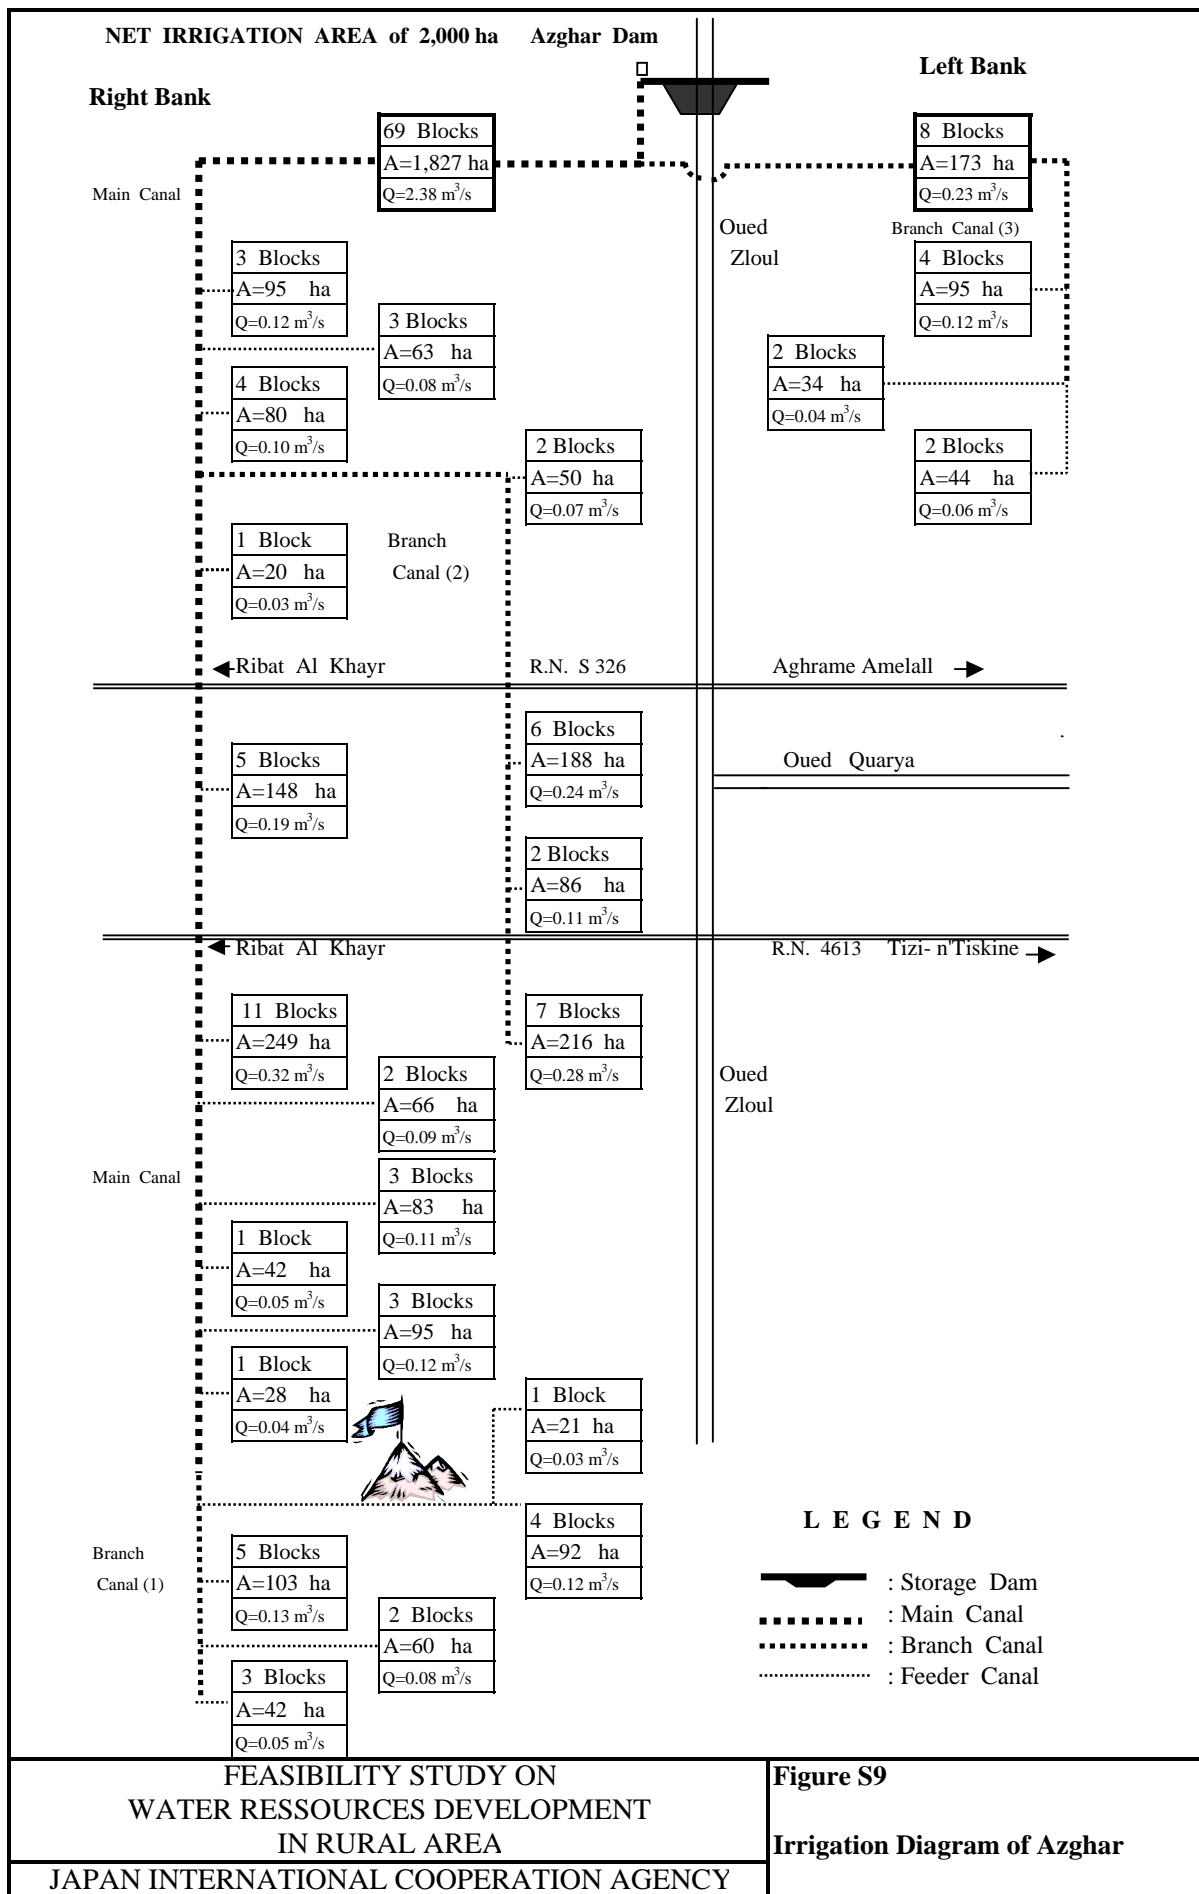 NET IRRIGATION AREA of 2,000 ha Azghar Dam
Left Bank
Right Bank
69 Blocks
A=1,827 ha
Q=2.38 m³/s
8 Blocks
A=173 ha
Q=0.23 m³/s
Main Canal
Oued
Zloul
Branch Canal (3)
3 Blocks
A=95 ha
Q=0.12 m³/s
4 Blocks
A=95 ha
Q=0.12 m³/s
3 Blocks
A=63 ha
Q=0.08 m³/s
2 Blocks
A=34 ha
Q=0.04 m³/s
4 Blocks
A=80 ha
Q=0.10 m³/s
2 Blocks
A=50 ha
Q=0.07 m³/s
2 Blocks
A=44 ha
Q=0.06 m³/s
1 Block
A=20 ha
Q=0.03 m³/s
Branch
Canal (2)
Ribat Al Khayr
R.N. S 326
Aghrame Amelall
6 Blocks
A=188 ha
Q=0.24 m³/s
5 Blocks
A=148 ha
Q=0.19 m³/s
Oued Quarya
2 Blocks
A=86 ha
Q=0.11 m³/s
Ribat Al Khayr
R.N. 4613 Tizi- n'Tiskine
11 Blocks
A=249 ha
Q=0.32 m³/s
7 Blocks
A=216 ha
Q=0.28 m³/s
2 Blocks
A=66 ha
Q=0.09 m³/s
Oued
Zloul
Main Canal
3 Blocks
A=83 ha
Q=0.11 m³/s
1 Block
A=42 ha
Q=0.05 m³/s
3 Blocks
A=95 ha
Q=0.12 m³/s
1 Block
A=28 ha
Q=0.04 m³/s
1 Block
A=21 ha
Q=0.03 m³/s
4 Blocks
A=92 ha
Q=0.12 m³/s
Branch
Canal (1)
5 Blocks
A=103 ha
Q=0.13 m³/s
2 Blocks
A=60 ha
Q=0.08 m³/s
3 Blocks
A=42 ha
Q=0.05 m³/s
L E G E N D
: Storage Dam
: Main Canal
: Branch Canal
: Feeder Canal
FEASIBILITY STUDY ON
WATER RESSOURCES DEVELOPMENT
IN RURAL AREA
JAPAN INTERNATIONAL COOPERATION AGENCY
Figure S9
Irrigation Diagram of Azghar